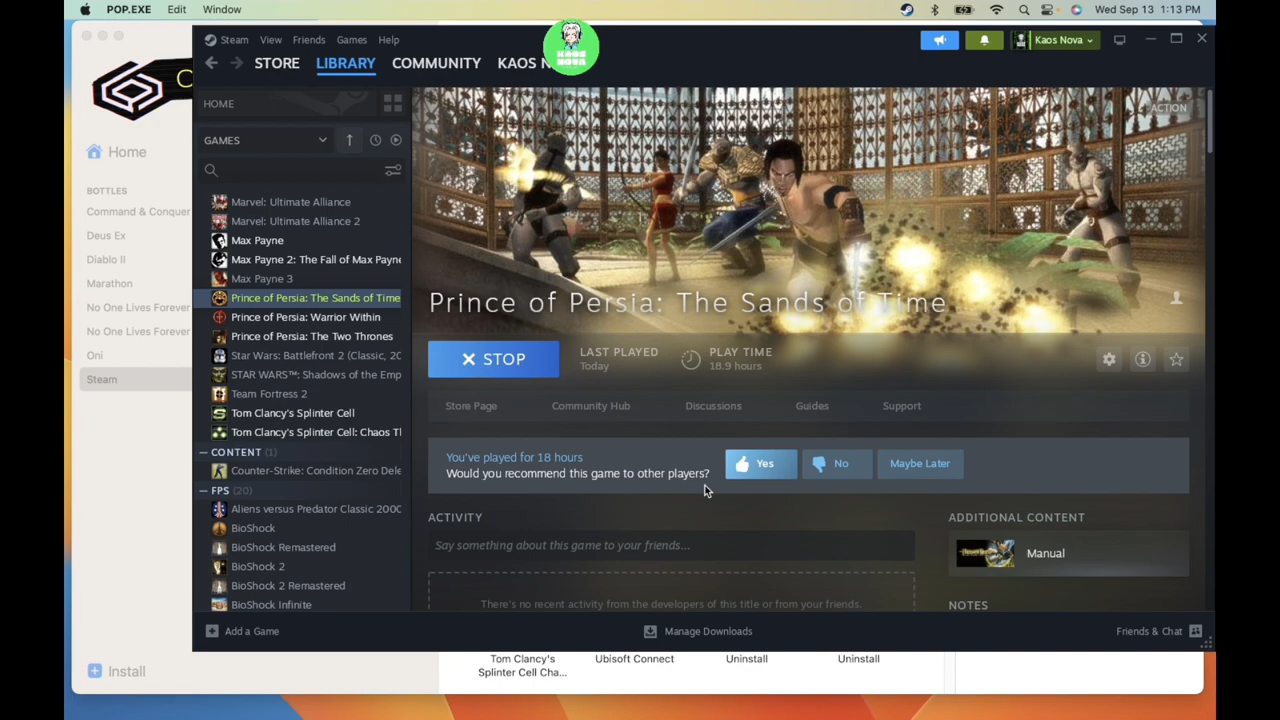 POP.EXE Edit Window
Wed Sep 13 1:13 PM
Steam View Friends Games Help
Kaos Nova
STORE LIBRARY COMMUNITY KAOS N
KAOS
NOVA
HOME
GAMES
Marvel: Ultimate Alliance
Marvel: Ultimate Alliance 2
Max Payne
Max Payne 2: The Fall of Max Payne
Max Payne 3
Prince of Persia: The Sands of Time
Prince of Persia: Warrior Within
Prince of Persia: The Two Thrones
Star Wars: Battlefront 2 (Classic, 20
STAR WARS™: Shadows of the Emp
Team Fortress 2
Tom Clancy's Splinter Cell
Tom Clancy's Splinter Cell: Chaos Th
CONTENT (1)
Counter-Strike: Condition Zero Dele
FPS (20)
Aliens versus Predator Classic 2000
BioShock
BioShock Remastered
BioShock 2
BioShock 2 Remastered
BioShock Infinite
Add a Game
C
Home
BOTTLES
Command & Conquer
Deus Ex
Diablo II
Marathon
No One Lives Forever
No One Lives Forever
Oni
Steam
Install
ACTION
Prince of Persia: The Sands of Time
STOP
LAST PLAYED
Today
PLAY TIME
18.9 hours
Store Page Community Hub Discussions Guides Support
You've played for 18 hours
Would you recommend this game to other players?
Yes No Maybe Later
ACTIVITY
Say something about this game to your friends...
There's no recent activity from the developers of this title or from your friends.
ADDITIONAL CONTENT
Manual
NOTES
Manage Downloads
Friends & Chat
Tom Clancy's
Splinter Cell Cha...
Ubisoft Connect
Uninstall
Uninstall